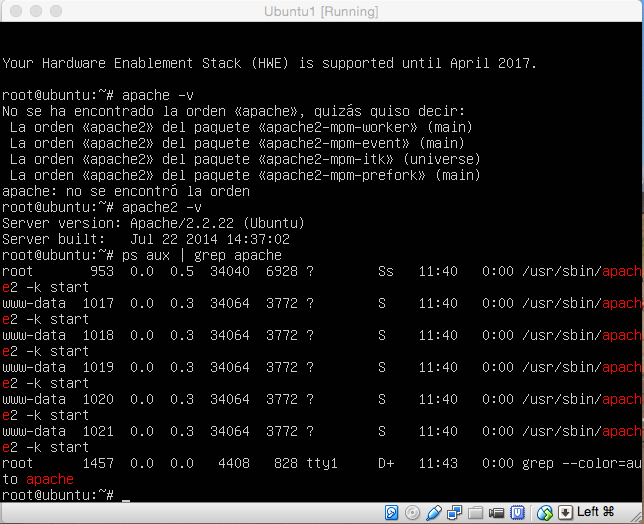 Ubuntu1 [Running]
Your Hardware Enablement Stack (HWE) is supported until April 2017.
root@ubuntu:~# apache -v
No se ha encontrado la orden «apache», quizás quiso decir:
 La orden «apache2» del paquete «apache2-mpm-worker» (main)
 La orden «apache2» del paquete «apache2-mpm-event» (main)
 La orden «apache2» del paquete «apache2-mpm-itk» (universe)
 La orden «apache2» del paquete «apache2-mpm-prefork» (main)
apache: no se encontró la orden
root@ubuntu:~# apache2 -v
Server version: Apache/2.2.22 (Ubuntu)
Server built:   Jul 22 2014 14:37:02
root@ubuntu:~# ps aux | grep apache
root       953  0.0  0.5  34040  6928 ?        Ss   11:40   0:00 /usr/sbin/apach
e2 -k start
www-data  1017  0.0  0.3  34064  3772 ?        S    11:40   0:00 /usr/sbin/apach
e2 -k start
www-data  1018  0.0  0.3  34064  3772 ?        S    11:40   0:00 /usr/sbin/apach
e2 -k start
www-data  1019  0.0  0.3  34064  3772 ?        S    11:40   0:00 /usr/sbin/apach
e2 -k start
www-data  1020  0.0  0.3  34064  3772 ?        S    11:40   0:00 /usr/sbin/apach
e2 -k start
www-data  1021  0.0  0.3  34064  3772 ?        S    11:40   0:00 /usr/sbin/apach
e2 -k start
root      1457  0.0  0.0   4408   828 tty1     D+   11:43   0:00 grep --color=au
to apache
root@ubuntu:~# _
Left ⌘